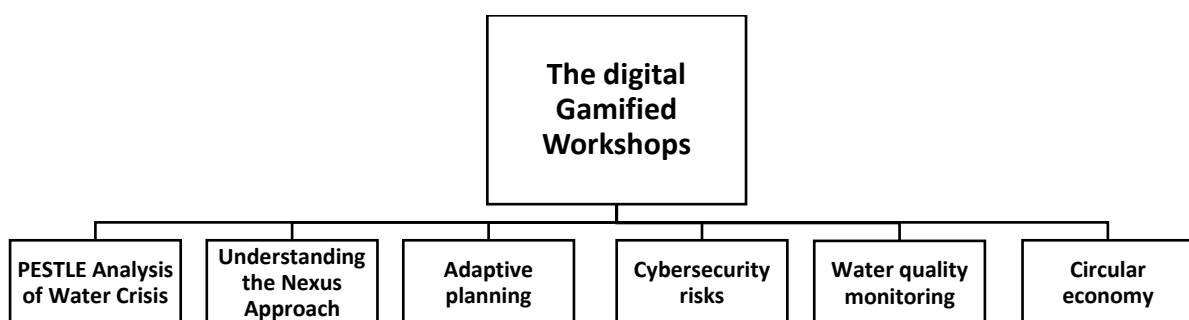 The digital
Gamified
Workshops
PESTLE Analysis
of Water Crisis
Understanding
the Nexus
Approach
Adaptive
planning
Cybersecurity
risks
Water quality
monitoring
Circular
economy